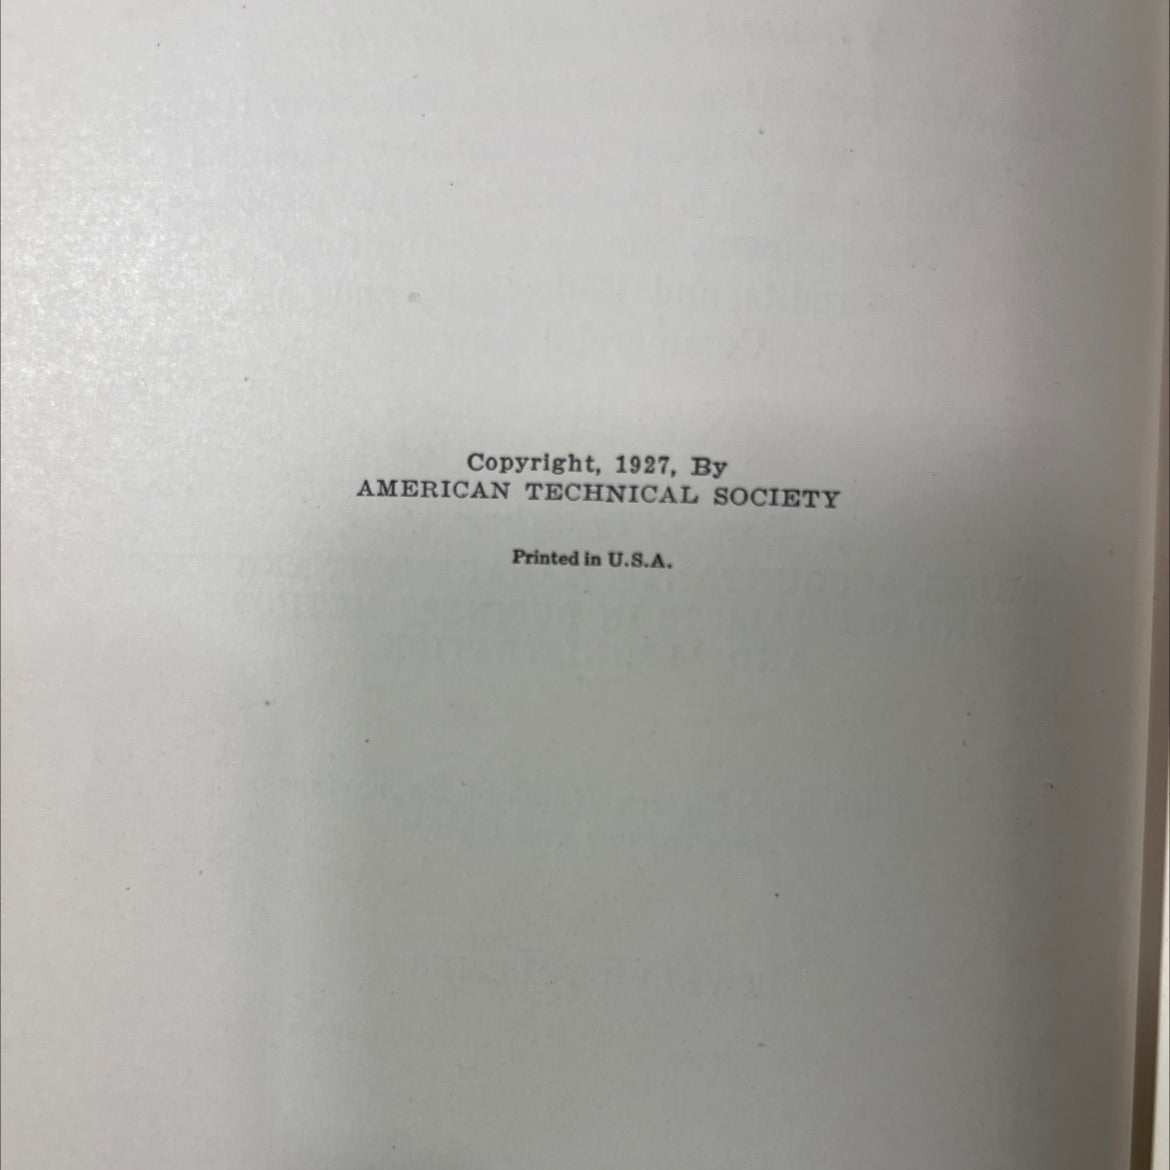 Copyright, 1927, By
AMERICAN TECHNICAL SOCIETY
Printed in U.S.A.